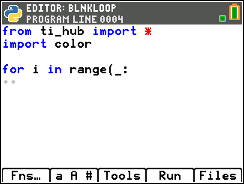 EDITOR: BLNKLOOP
PROGRAM LINE 0004
from ti_hub import *
import color

for i in range(_:
Fns… a A # Tools Run Files